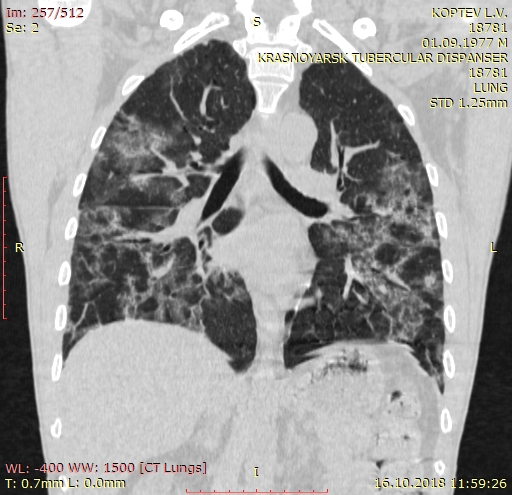 Im: 257/512
Se: 2
S
KOPTEV L.V.
18781
01.09.1977 M
KRASNOYARSK TUBERCULAR DISPANSER
18781
LUNG
STD 1.25mm
R
L
WL: -400 WW: 1500 [CT Lungs]
T: 0.7mm L: 0.0mm
I
16.10.2018 11:59:26